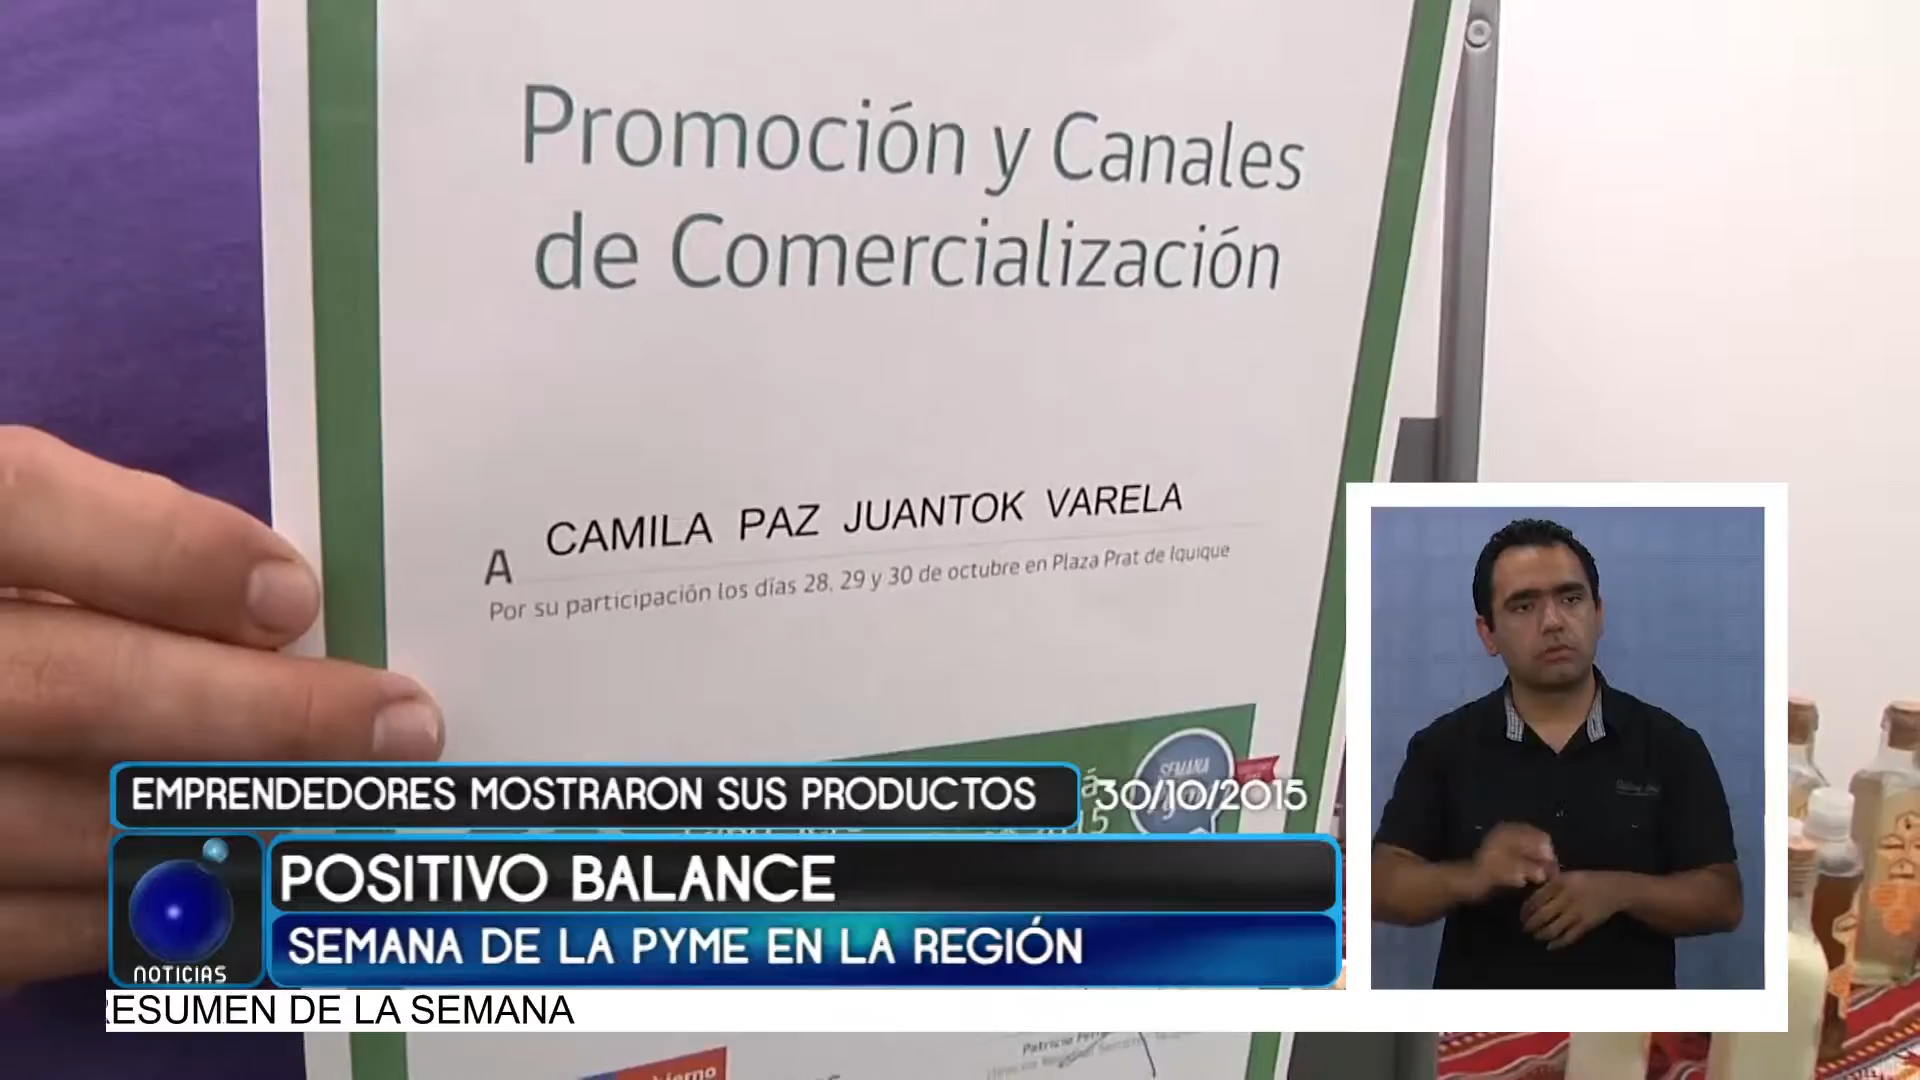 Promoción y Canales
de Comercialización
A CAMILA PAZ JUANTOK VARELA
Por su participación los días 28, 29 y 30 de octubre en Plaza Prat de Iquique
SEMANA
EMPRENDEDORES MOSTRARON SUS PRODUCTOS
30/10/2015
POSITIVO BALANCE
SEMANA DE LA PYME EN LA REGIÓN
NOTICIAS
ESUMEN DE LA SEMANA